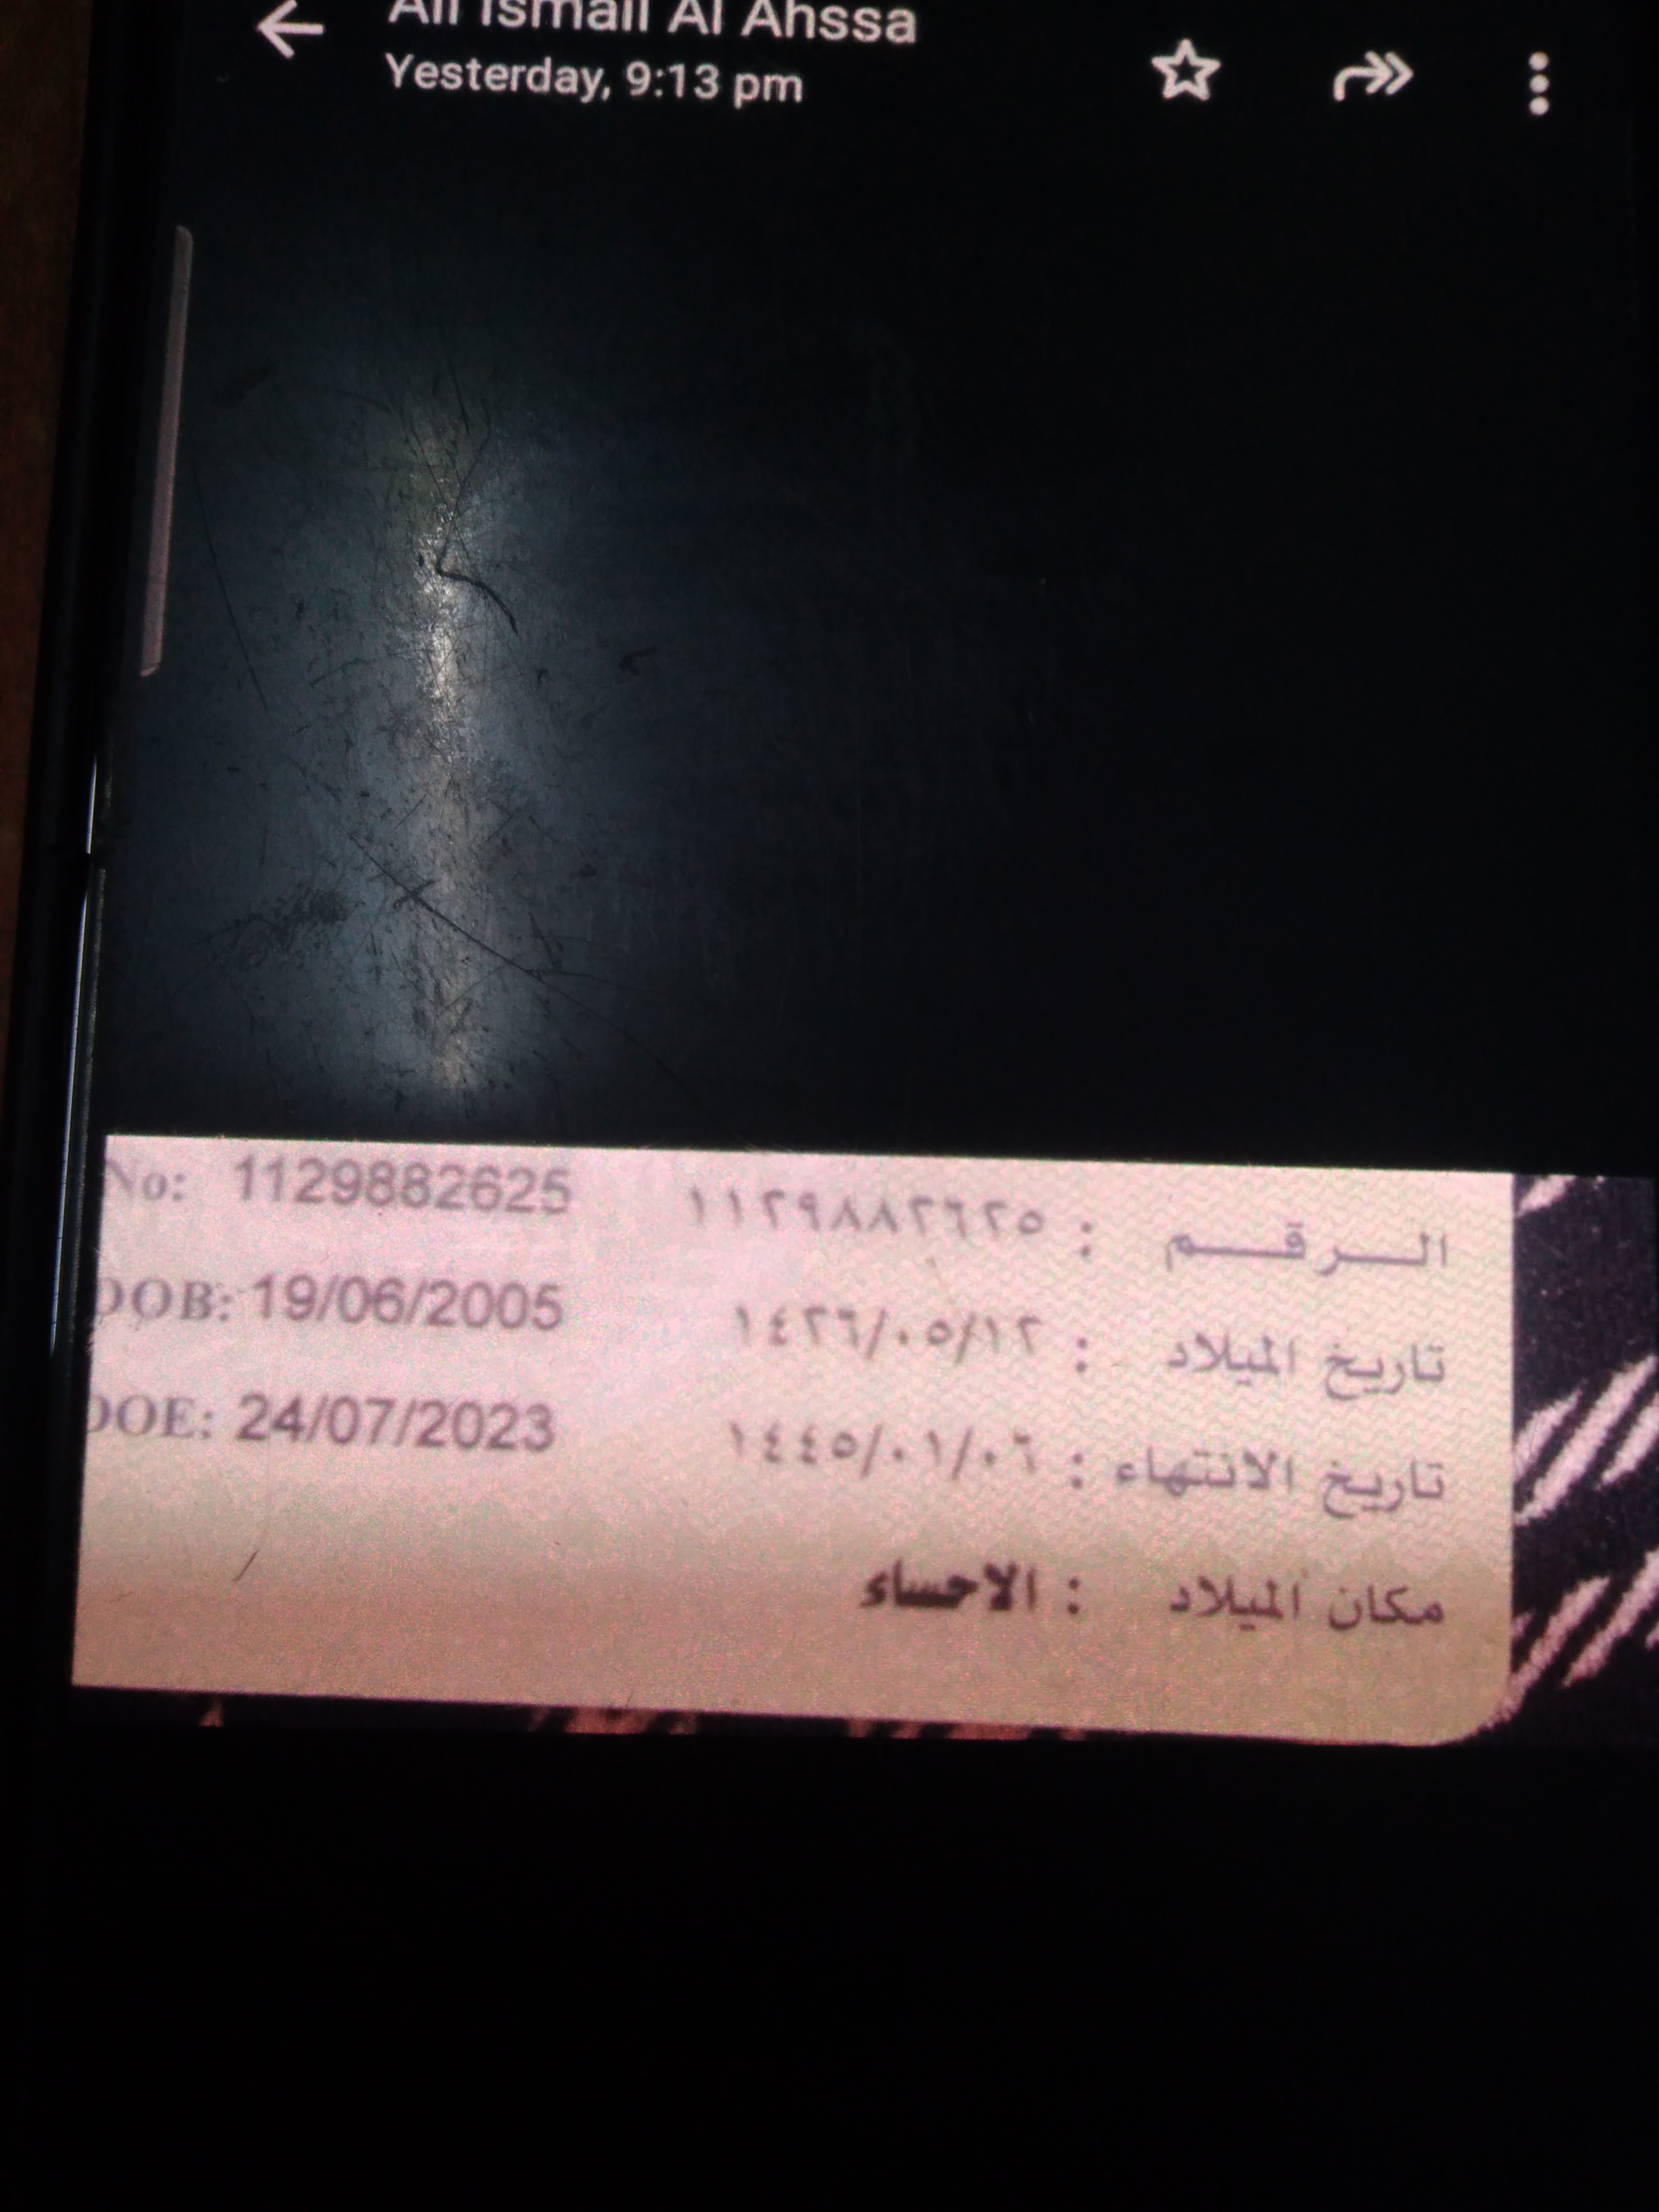 Ali Ismail Al Ahssa
Yesterday, 9:13 pm
No: 1129882625 ١١٢٩٨٨٢٦٢٥ : الـرقـم
DOB: 19/06/2005 ١٤٢٦/٠٥/١٢ : تاريخ الميلاد
DOE: 24/07/2023 ١٤٤٥/٠١/٠٦ : تاريخ الانتهاء
مكان الميلاد : الاحساء